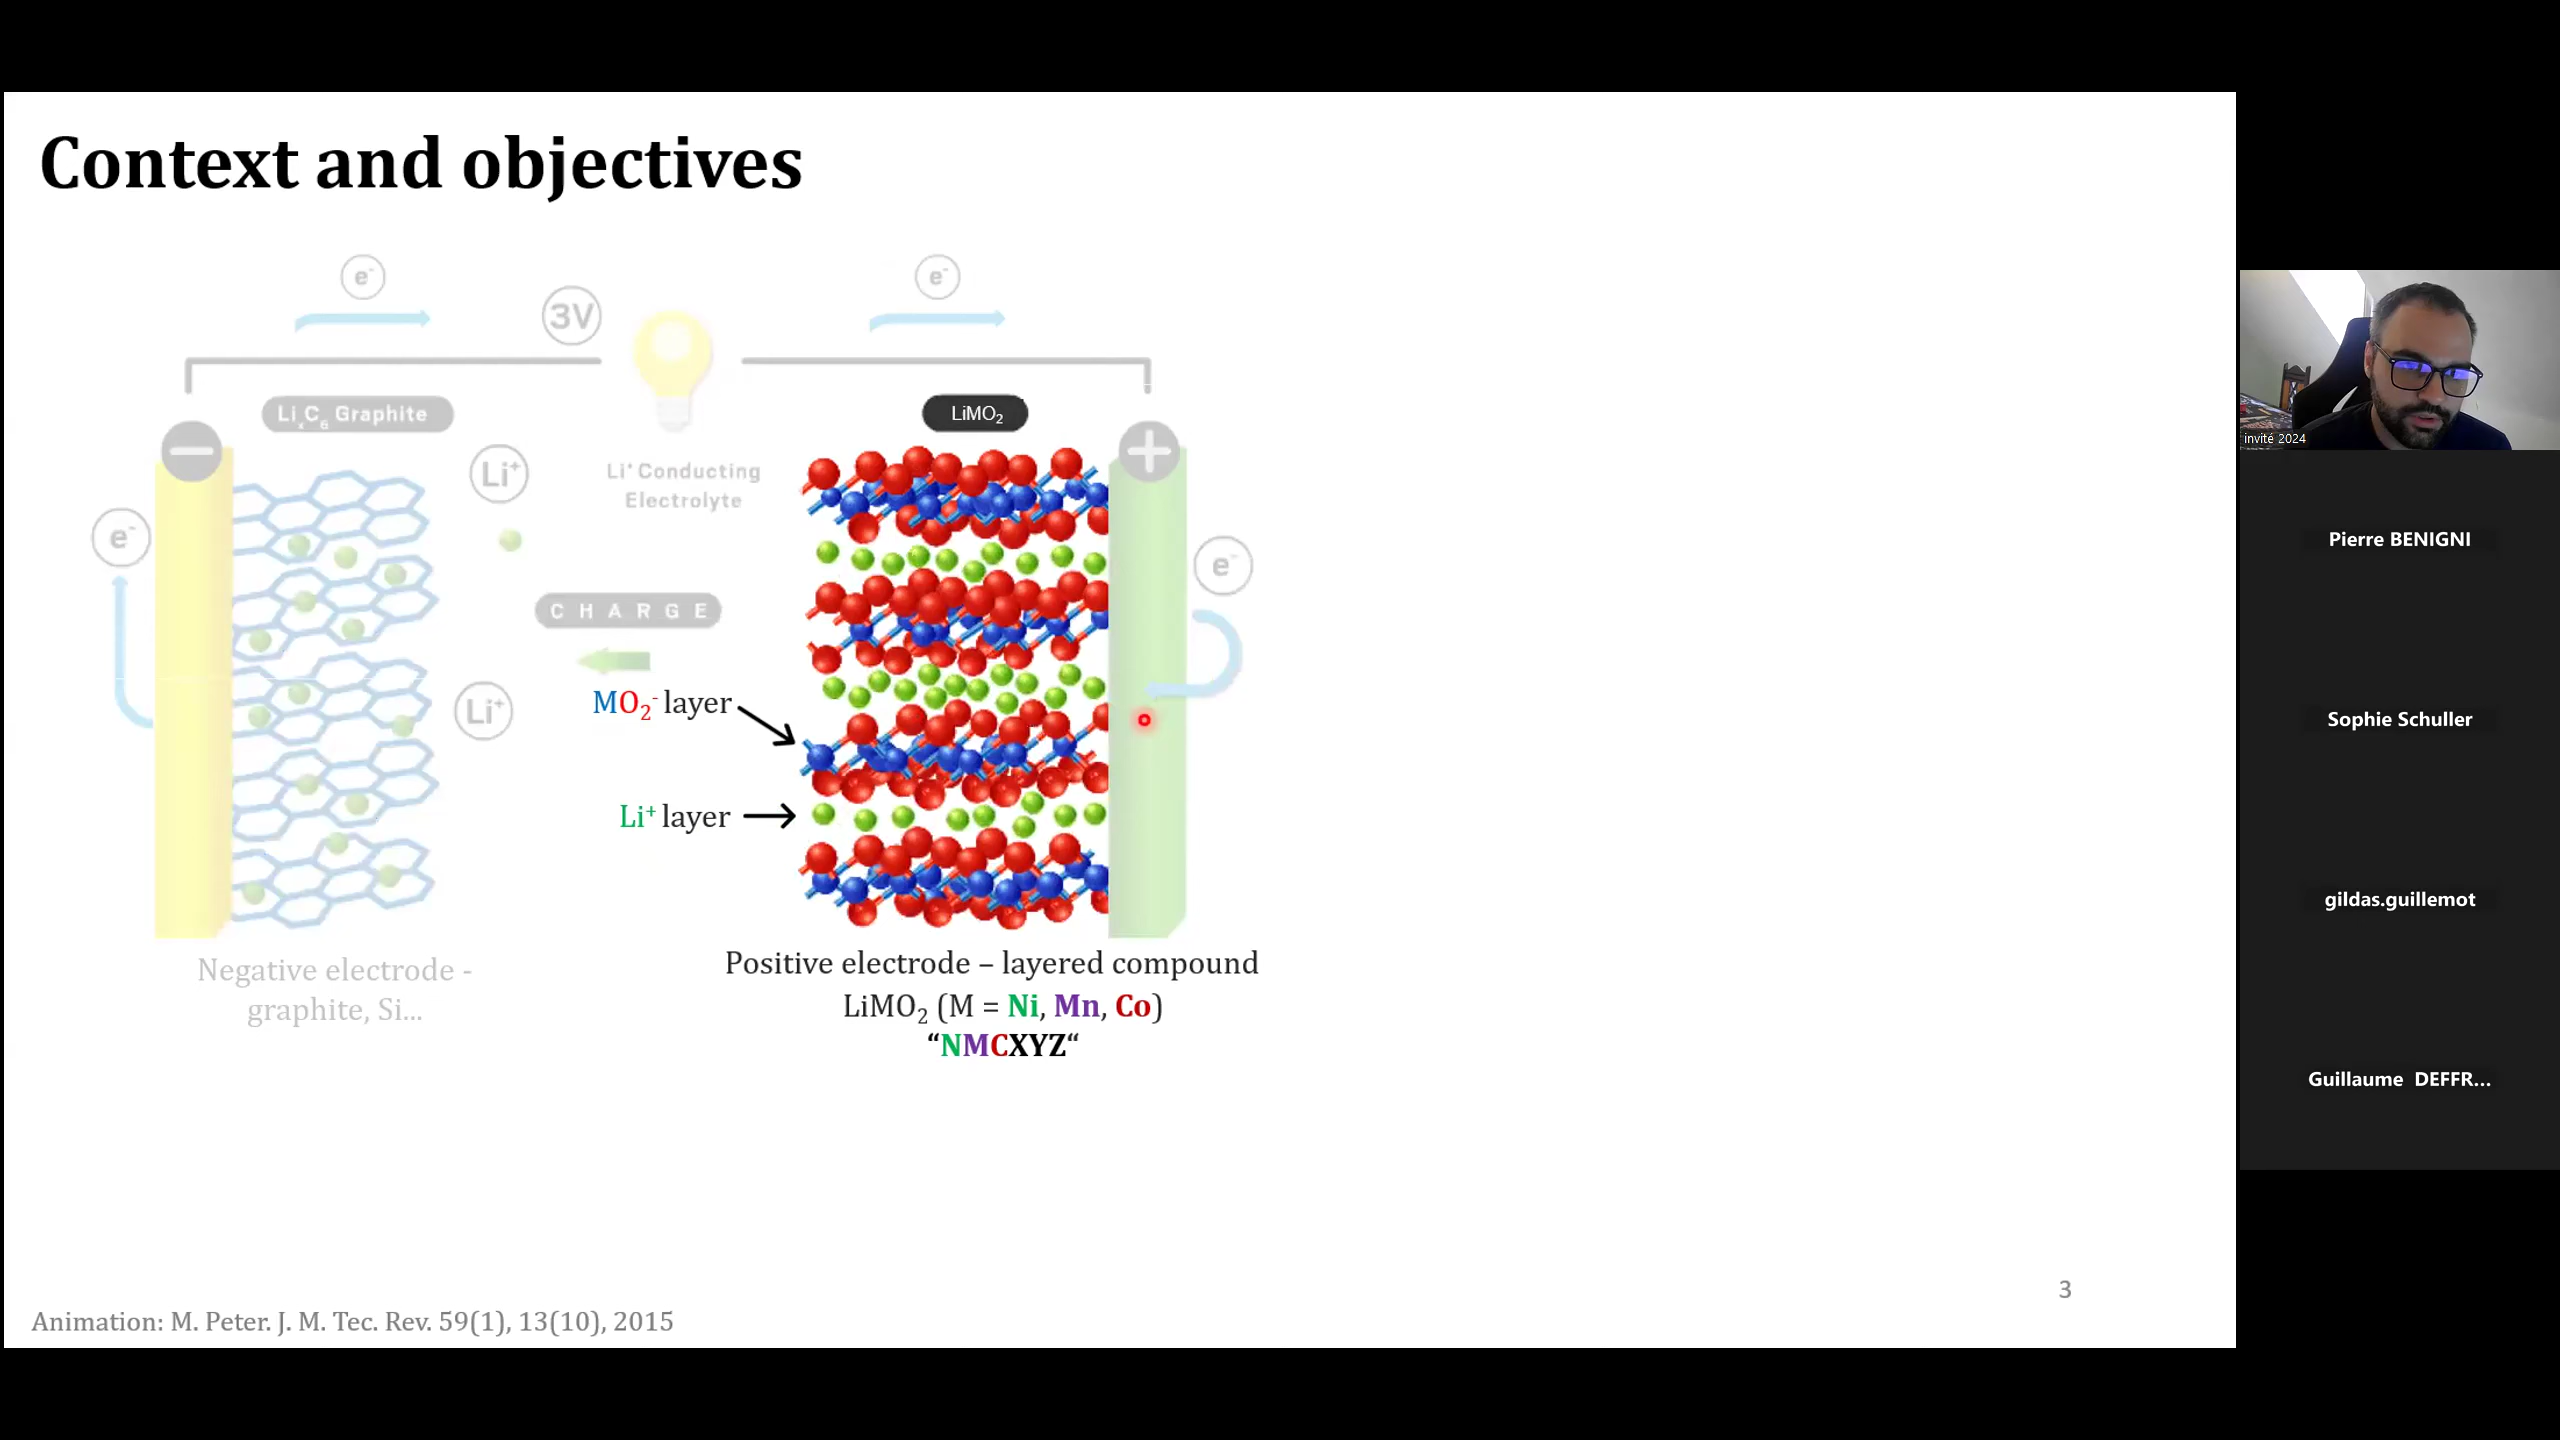 Context and objectives
e⁻
e⁻
3V
LiₓC₆ Graphite
LiMO₂
Li⁺
Li⁺ Conducting
Electrolyte
e⁻
e⁻
CHARGE
MO₂⁻ layer
Li⁺
Li⁺ layer
Positive electrode – layered compound
Negative electrode -
LiMO₂ (M = Ni, Mn, Co)
graphite, Si...
“NMCXYZ“
3
Animation: M. Peter. J. M. Tec. Rev. 59(1), 13(10), 2015
invité 2024
Pierre BENIGNI
Sophie Schuller
gildas.guillemot
Guillaume DEFFR...